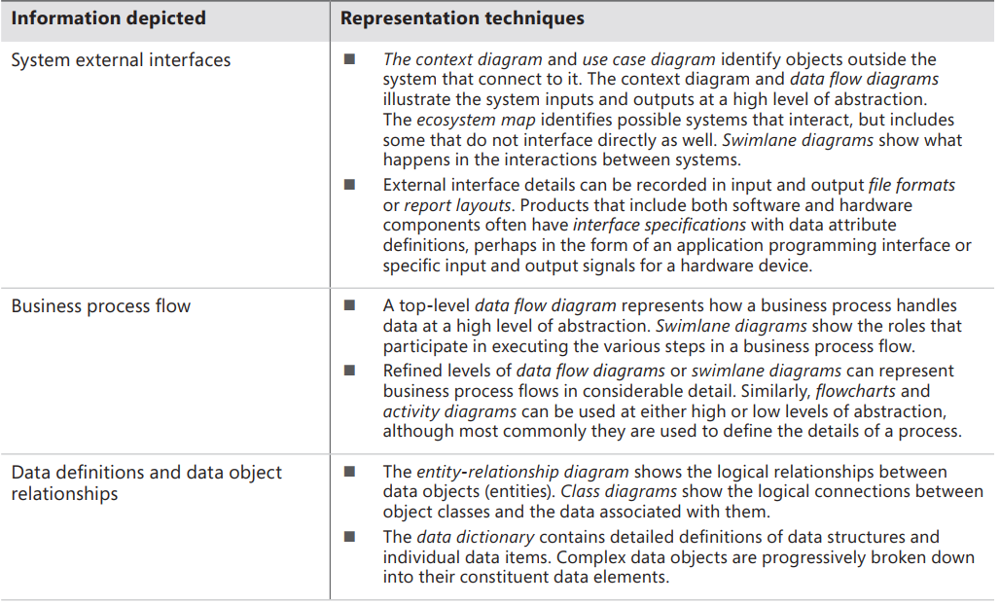 Information depicted
Representation techniques
System external interfaces
■ The context diagram and use case diagram identify objects outside the
system that connect to it. The context diagram and data flow diagrams
illustrate the system inputs and outputs at a high level of abstraction.
The ecosystem map identifies possible systems that interact, but includes
some that do not interface directly as well. Swimlane diagrams show what
happens in the interactions between systems.
■ External interface details can be recorded in input and output file formats
or report layouts. Products that include both software and hardware
components often have interface specifications with data attribute
definitions, perhaps in the form of an application programming interface or
specific input and output signals for a hardware device.
Business process flow
■ A top-level data flow diagram represents how a business process handles
data at a high level of abstraction. Swimlane diagrams show the roles that
participate in executing the various steps in a business process flow.
■ Refined levels of data flow diagrams or swimlane diagrams can represent
business process flows in considerable detail. Similarly, flowcharts and
activity diagrams can be used at either high or low levels of abstraction,
although most commonly they are used to define the details of a process.
Data definitions and data object
relationships
■ The entity-relationship diagram shows the logical relationships between
data objects (entities). Class diagrams show the logical connections between
object classes and the data associated with them.
■ The data dictionary contains detailed definitions of data structures and
individual data items. Complex data objects are progressively broken down
into their constituent data elements.